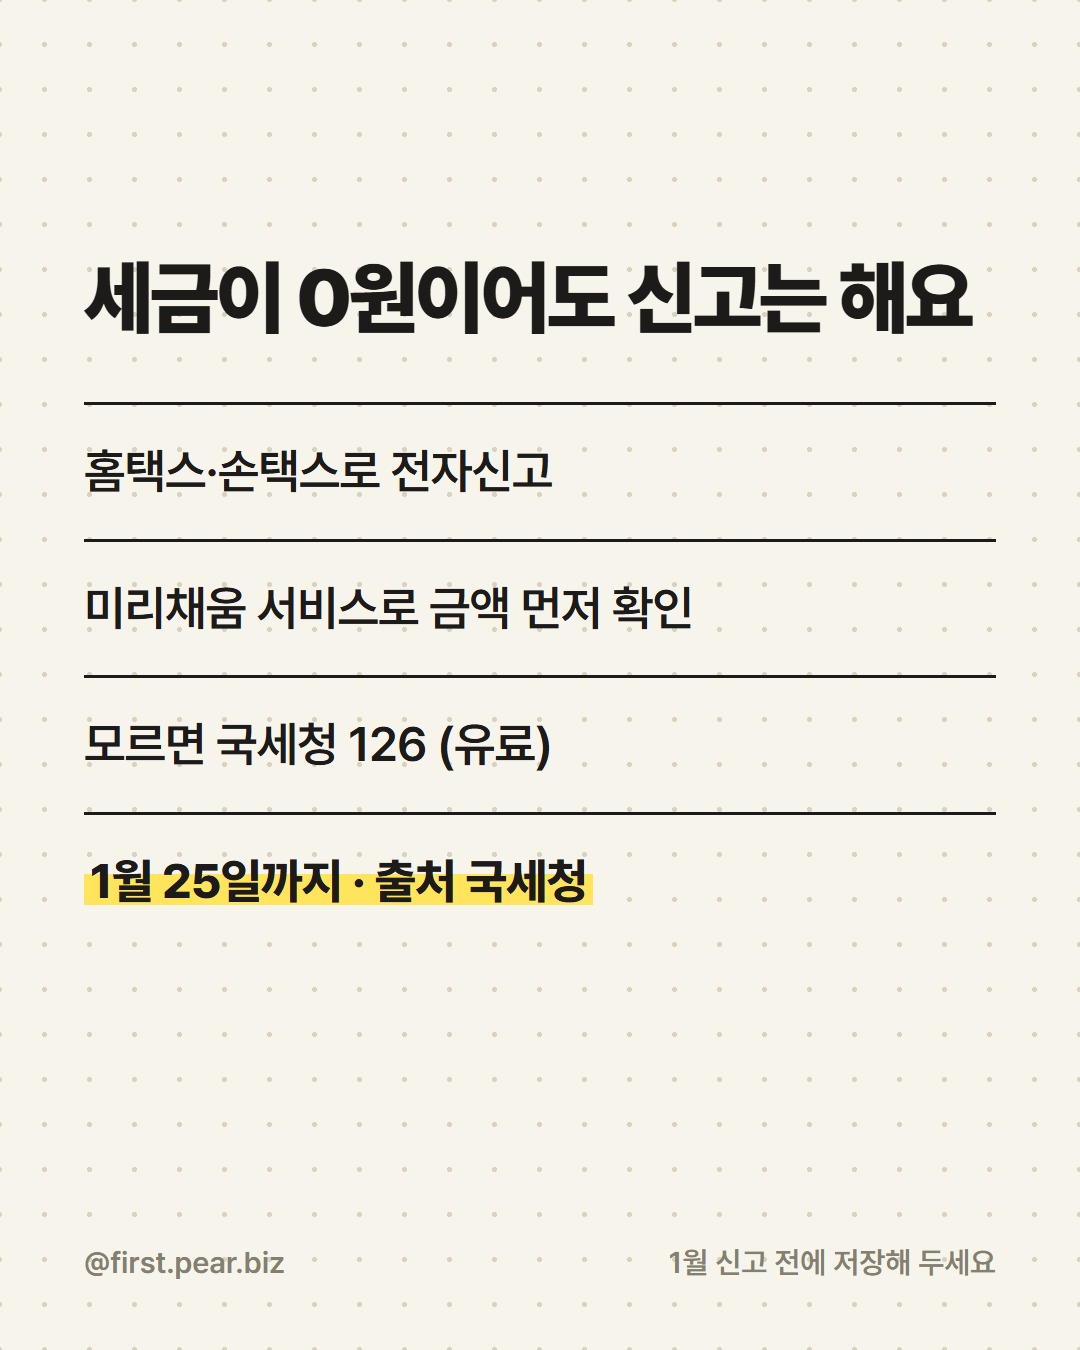 세금이 0원이어도 신고는 해요
홈택스·손택스로 전자신고
미리채움 서비스로 금액 먼저 확인
모르면 국세청 126 (유료)
1월 25일까지 · 출처 국세청
@first.pear.biz
1월 신고 전에 저장해 두세요